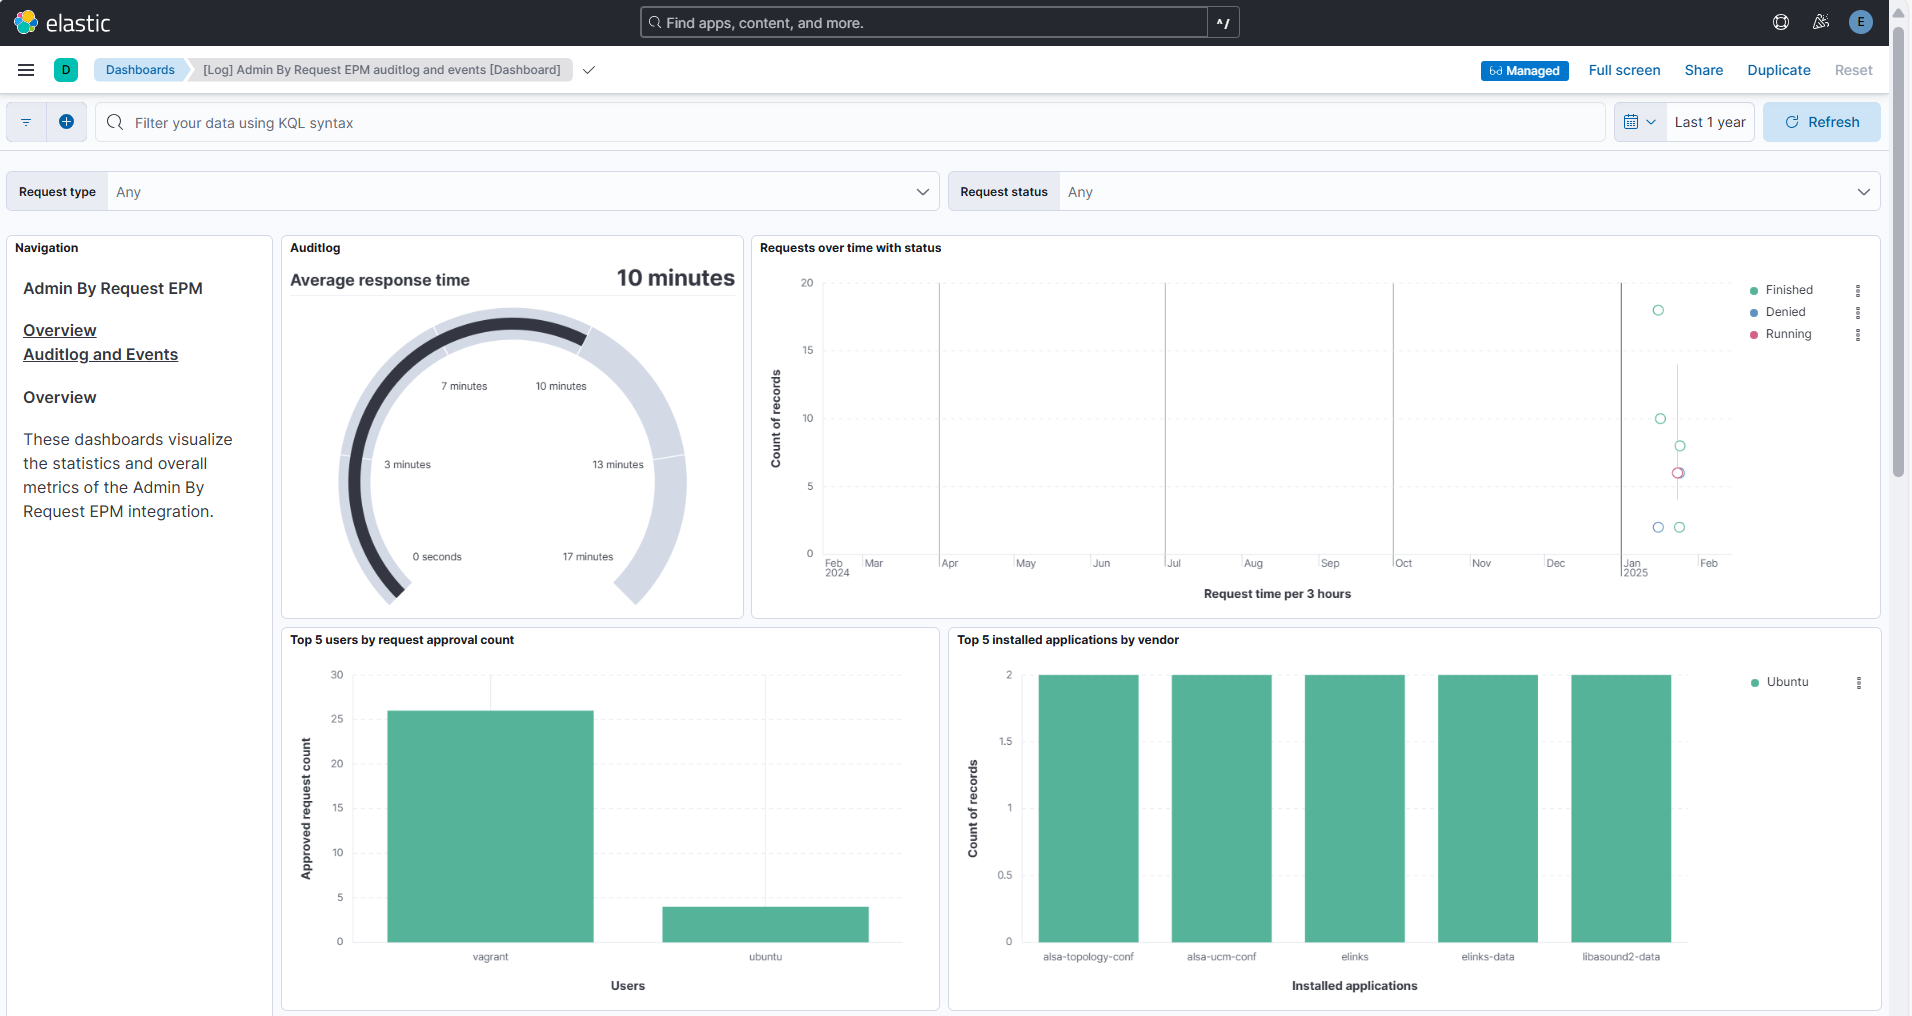 elastic
Find apps, content, and more.
^/
E
D
Dashboards
[Log] Admin By Request EPM auditlog and events [Dashboard]
Managed
Full screen
Share
Duplicate
Reset
Filter your data using KQL syntax
Last 1 year
Refresh
Request type
Any
Request status
Any
Navigation
Admin By Request EPM
Overview
Auditlog and Events
Overview
These dashboards visualize
the statistics and overall
metrics of the Admin By
Request EPM integration.
Auditlog
Average response time
10 minutes
7 minutes
10 minutes
3 minutes
13 minutes
0 seconds
17 minutes
Requests over time with status
Count of records
20
15
10
5
0
Feb
2024
Mar
Apr
May
Jun
Jul
Aug
Sep
Oct
Nov
Dec
Jan
2025
Feb
Request time per 3 hours
Finished
Denied
Running
Top 5 users by request approval count
Approved request count
30
25
20
15
10
5
0
vagrant
ubuntu
Users
Top 5 installed applications by vendor
Count of records
2
1.5
1
0.5
0
alsa-topology-conf
alsa-ucm-conf
elinks
elinks-data
libasound2-data
Installed applications
Ubuntu